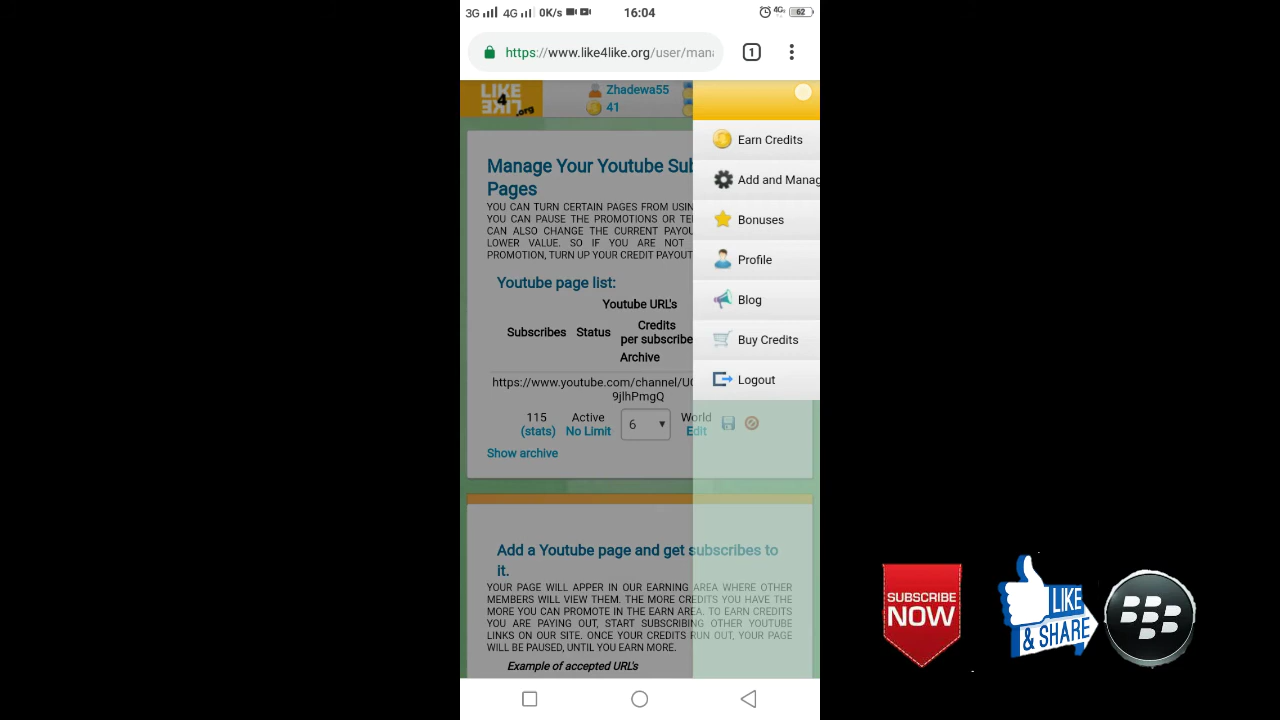 3G 4G 0K/s 16:04 4G 62
https://www.like4like.org/user/man
1
LIKE
4
LIKE
.org
Zhadewa55
41
Earn Credits
Add and Manag
Bonuses
Profile
Blog
Buy Credits
Logout
Manage Your Youtube Sub
Pages
YOU CAN TURN CERTAIN PAGES FROM USIN
YOU CAN PAUSE THE PROMOTIONS OR TE
CAN ALSO CHANGE THE CURRENT PAYOU
LOWER VALUE. SO IF YOU ARE NOT
PROMOTION, TURN UP YOUR CREDIT PAYOUT
Youtube page list:
Youtube URL's
Subscribes Status Credits
per subscribe
Archive
https://www.youtube.com/channel/UC
9jlhPmgQ
115 Active 6 World
(stats) No Limit Edit
Show archive
Add a Youtube page and get subscribes to
it.
YOUR PAGE WILL APPER IN OUR EARNING AREA WHERE OTHER
MEMBERS WILL VIEW THEM. THE MORE CREDITS YOU HAVE THE
MORE YOU CAN PROMOTE IN THE EARN AREA. TO EARN CREDITS
YOU ARE PAYING OUT, START SUBSCRIBING OTHER YOUTUBE
LINKS ON OUR SITE. ONCE YOUR CREDITS RUN OUT, YOUR PAGE
WILL BE PAUSED, UNTIL YOU EARN MORE.
Example of accepted URL's
SUBSCRIBE
NOW
LIKE
& SHARE